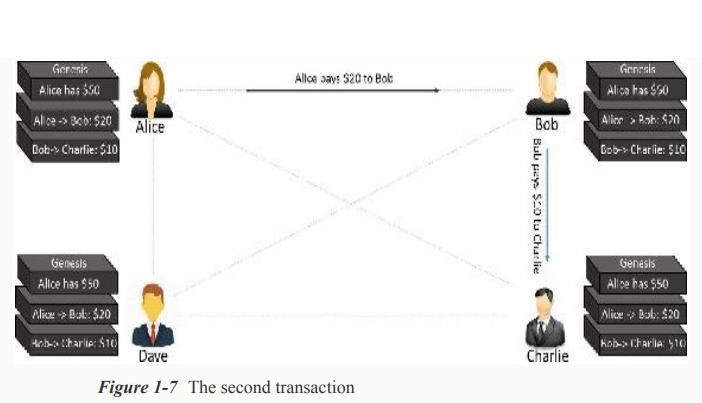 Genesis
Alice has $50
Alice -> Bob: $20
Bob-> Charlie: $10
Alice
Alice pays $20 to Bob
Bob
Genesis
Alice has $50
Alice -> Bob: $20
Bob-> Charlie: $10
Bob pays $10 to Charlie
Genesis
Alice has $50
Alice -> Bob: $20
Bob-> Charlie: $10
Dave
Charlie
Genesis
Alice has $50
Alice -> Bob: $20
Bob-> Charlie: $10
Figure 1-7 The second transaction